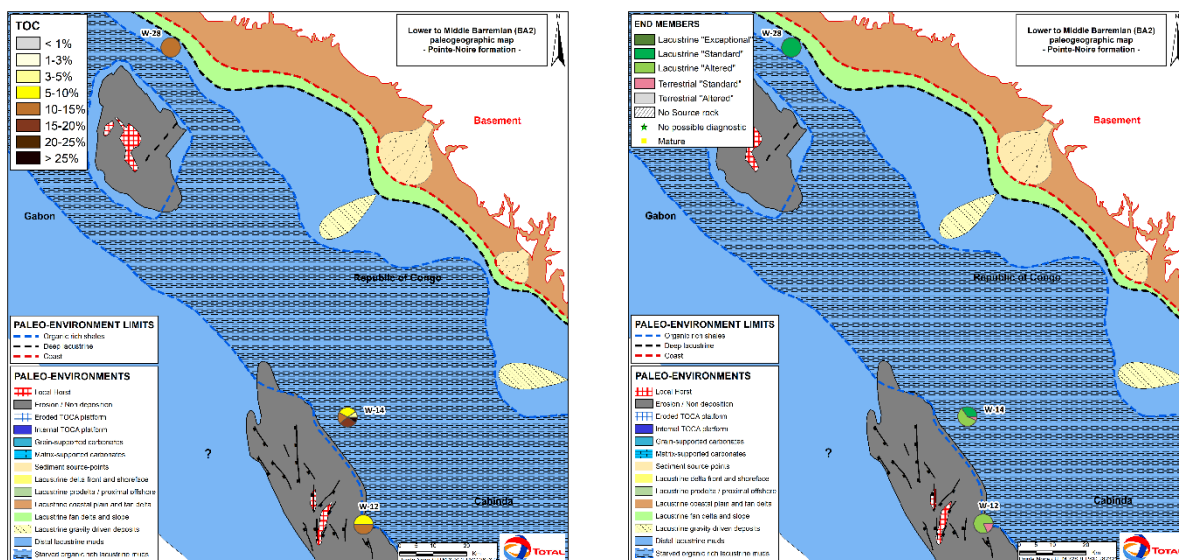 TOC
< 1%
1-3%
3-5%
5-10%
10-15%
15-20%
20-25%
> 25%
W-28
Lower to Middle Barremian (BA2)
paleogeographic map
- Pointe-Noire formation -
N
Basement
Gabon
Republic of Congo
PALEO-ENVIRONMENT LIMITS
Organic rich shales
Deep lacustrine
Coast
PALEO-ENVIRONMENTS
Local Horst
Erosion / Non deposition
Eroded TOCA platform
Internal TOCA platform
Grain-supported carbonates
Matrix-supported carbonates
Sediment source-points
Lacustrine delta front and shoreface
Lacustrine prodelta / proximal offshore
Lacustrine coastal plain and fan delta
Lacustrine fan delta and slope
Lacustrine gravity driven deposits
Distal lacustrine muds
Starved organic rich lacustrine muds
W-14
?
Cabinda
W-12
0 10 20
TOTAL
END MEMBERS
Lacustrine "Exceptional"
Lacustrine "Standard"
Lacustrine "Altered"
Terrestrial "Standard"
Terrestrial "Altered"
No Source rock
No possible diagnostic
Mature
W-28
Lower to Middle Barremian (BA2)
paleogeographic map
- Pointe-Noire formation -
N
Basement
Gabon
Republic of Congo
PALEO-ENVIRONMENT LIMITS
Organic rich shales
Deep lacustrine
Coast
PALEO-ENVIRONMENTS
Local Horst
Erosion / Non deposition
Eroded TOCA platform
Internal TOCA platform
Grain-supported carbonates
Matrix-supported carbonates
Sediment source-points
Lacustrine delta front and shoreface
Lacustrine prodelta / proximal offshore
Lacustrine coastal plain and fan delta
Lacustrine fan delta and slope
Lacustrine gravity driven deposits
Distal lacustrine muds
Starved organic rich lacustrine muds
W-14
?
Cabinda
W-12
0 10 20
TOTAL